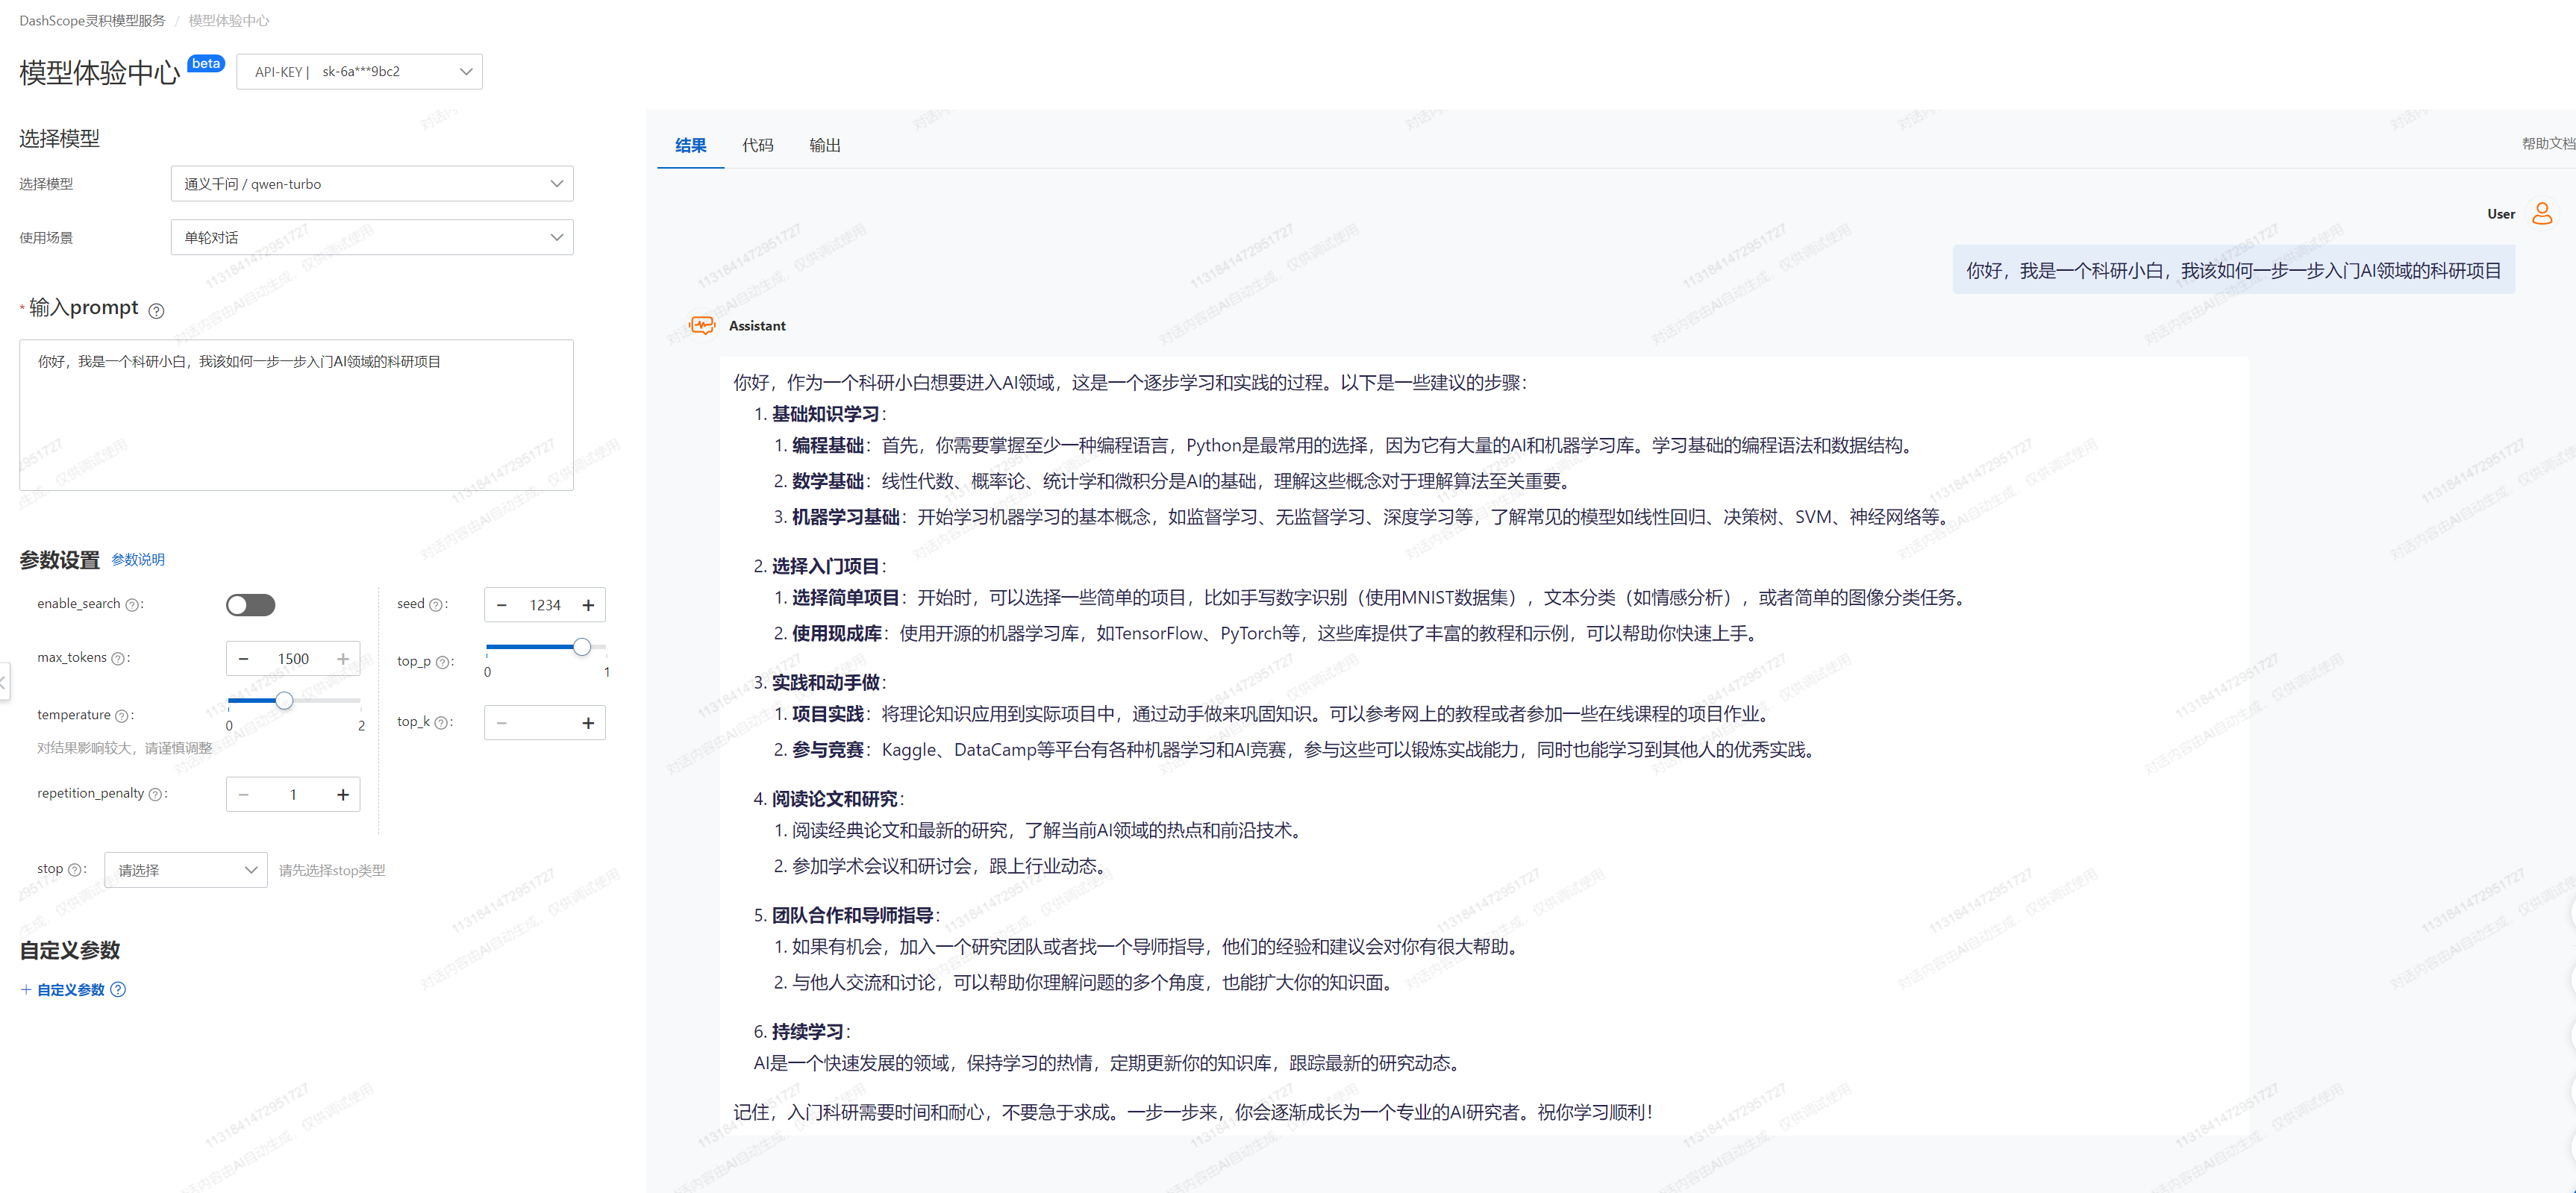 DashScope灵积模型服务 / 模型体验中心
模型体验中心 beta API-KEY | sk-6a***9bc2
选择模型
选择模型 通义千问 / qwen-turbo
使用场景 单轮对话
* 输入prompt ?
你好，我是一个科研小白，我该如何一步一步入门AI领域的科研项目
参数设置 参数说明
enable_search ? :
max_tokens ? : − 1500 +
temperature ? : 0 2
对结果影响较大，请谨慎调整
repetition_penalty ? : − 1 +
seed ? : − 1234 +
top_p ? : 0 1
top_k ? : − +
stop ? : 请选择 请先选择stop类型
自定义参数
+ 自定义参数 ?
结果 代码 输出 帮助文档
User
你好，我是一个科研小白，我该如何一步一步入门AI领域的科研项目
Assistant
你好，作为一个科研小白想要进入AI领域，这是一个逐步学习和实践的过程。以下是一些建议的步骤：
1. 基础知识学习：
1. 编程基础：首先，你需要掌握至少一种编程语言，Python是最常用的选择，因为它有大量的AI和机器学习库。学习基础的编程语法和数据结构。
2. 数学基础：线性代数、概率论、统计学和微积分是AI的基础，理解这些概念对于理解算法至关重要。
3. 机器学习基础：开始学习机器学习的基本概念，如监督学习、无监督学习、深度学习等，了解常见的模型如线性回归、决策树、SVM、神经网络等。
2. 选择入门项目：
1. 选择简单项目：开始时，可以选择一些简单的项目，比如手写数字识别（使用MNIST数据集），文本分类（如情感分析），或者简单的图像分类任务。
2. 使用现成库：使用开源的机器学习库，如TensorFlow、PyTorch等，这些库提供了丰富的教程和示例，可以帮助你快速上手。
3. 实践和动手做：
1. 项目实践：将理论知识应用到实际项目中，通过动手做来巩固知识。可以参考网上的教程或者参加一些在线课程的项目作业。
2. 参与竞赛：Kaggle、DataCamp等平台有各种机器学习和AI竞赛，参与这些可以锻炼实战能力，同时也能学习到其他人的优秀实践。
4. 阅读论文和研究：
1. 阅读经典论文和最新的研究，了解当前AI领域的热点和前沿技术。
2. 参加学术会议和研讨会，跟上行业动态。
5. 团队合作和导师指导：
1. 如果有机会，加入一个研究团队或者找一个导师指导，他们的经验和建议会对你有很大帮助。
2. 与他人交流和讨论，可以帮助你理解问题的多个角度，也能扩大你的知识面。
6. 持续学习：
AI是一个快速发展的领域，保持学习的热情，定期更新你的知识库，跟踪最新的研究动态。
记住，入门科研需要时间和耐心，不要急于求成。一步一步来，你会逐渐成长为一个专业的AI研究者。祝你学习顺利！
1131841472951727
对话内容由AI自动生成，仅供调试使用